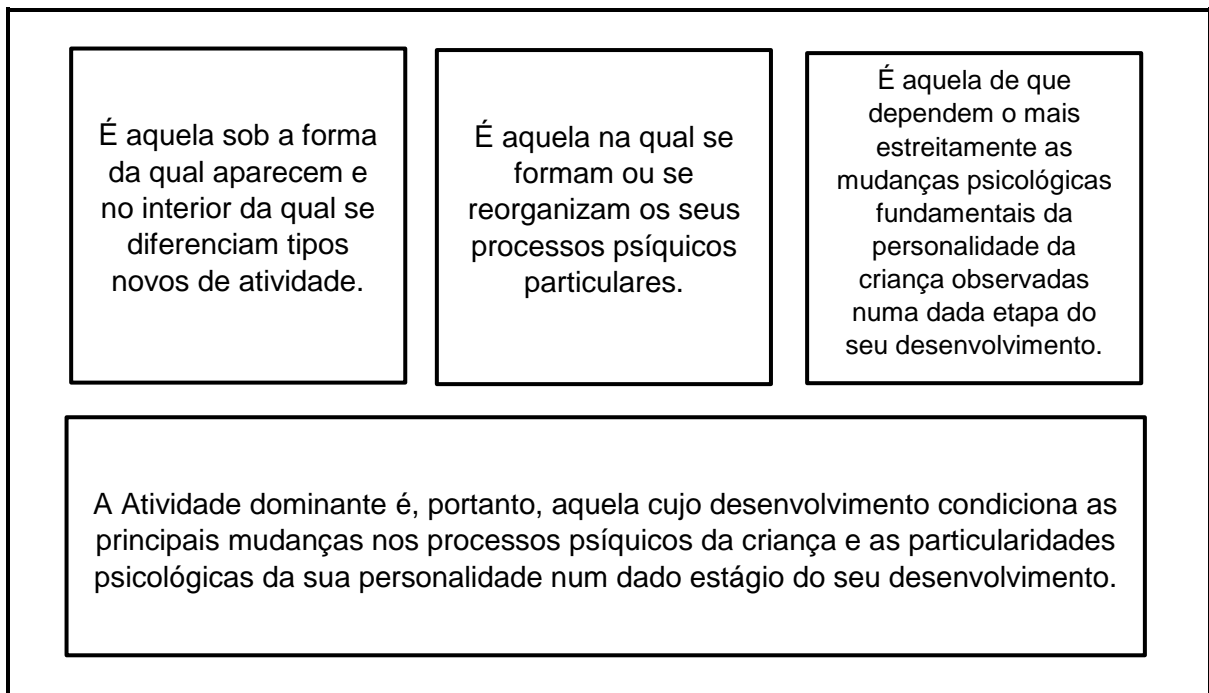 É aquela sob a forma
da qual aparecem e
no interior da qual se
diferenciam tipos
novos de atividade.
É aquela na qual se
formam ou se
reorganizam os seus
processos psíquicos
particulares.
É aquela de que
dependem o mais
estreitamente as
mudanças psicológicas
fundamentais da
personalidade da
criança observadas
numa dada etapa do
seu desenvolvimento.
A Atividade dominante é, portanto, aquela cujo desenvolvimento condiciona as
principais mudanças nos processos psíquicos da criança e as particularidades
psicológicas da sua personalidade num dado estágio do seu desenvolvimento.